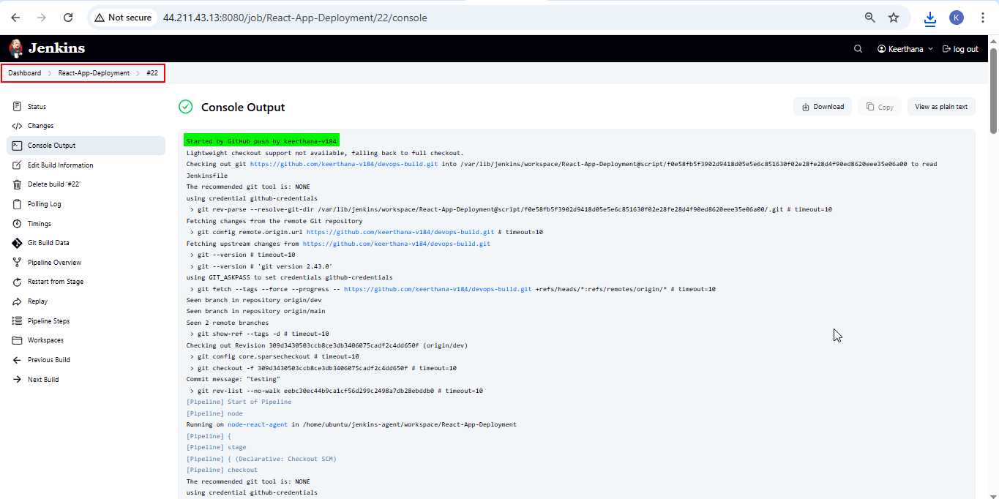 Not secure 44.211.43.13:8080/job/React-App-Deployment/22/console K
Jenkins Keerthana log out
Dashboard React-App-Deployment #22
Status
Changes
Console Output
Edit Build Information
Delete build '#22'
Polling Log
Timings
Git Build Data
Pipeline Overview
Restart from Stage
Replay
Pipeline Steps
Workspaces
Previous Build
Next Build
Console Output
Download Copy View as plain text
Started by GitHub push by keerthana-v184
Lightweight checkout support not available, falling back to full checkout.
Checking out git https://github.com/keerthana-v184/devops-build.git into /var/lib/jenkins/workspace/React-App-Deployment@script/f0e58fb5f3902d9418d05e5e6c851630f02e28fe28d4f90ed8620eee35e06a00 to read
Jenkinsfile
The recommended git tool is: NONE
using credential github-credentials
> git rev-parse --resolve-git-dir /var/lib/jenkins/workspace/React-App-Deployment@script/f0e58fb5f3902d9418d05e5e6c851630f02e28fe28d4f90ed8620eee35e06a00/.git # timeout=10
Fetching changes from the remote Git repository
> git config remote.origin.url https://github.com/keerthana-v184/devops-build.git # timeout=10
Fetching upstream changes from https://github.com/keerthana-v184/devops-build.git
> git --version # timeout=10
> git --version # 'git version 2.43.0'
using GIT_ASKPASS to set credentials github-credentials
> git fetch --tags --force --progress -- https://github.com/keerthana-v184/devops-build.git +refs/heads/*:refs/remotes/origin/* # timeout=10
Seen branch in repository origin/dev
Seen branch in repository origin/main
Seen 2 remote branches
> git show-ref --tags -d # timeout=10
Checking out Revision 309d3430503ccb8ce3db3406075cadf2c4dd650f (origin/dev)
> git config core.sparsecheckout # timeout=10
> git checkout -f 309d3430503ccb8ce3db3406075cadf2c4dd650f # timeout=10
Commit message: "testing"
> git rev-list --no-walk eebc30ec44b9ca1cf56d299c2498a7db28ebddb0 # timeout=10
[Pipeline] Start of Pipeline
[Pipeline] node
Running on node-react-agent in /home/ubuntu/jenkins-agent/workspace/React-App-Deployment
[Pipeline] {
[Pipeline] stage
[Pipeline] { (Declarative: Checkout SCM)
[Pipeline] checkout
The recommended git tool is: NONE
using credential github-credentials